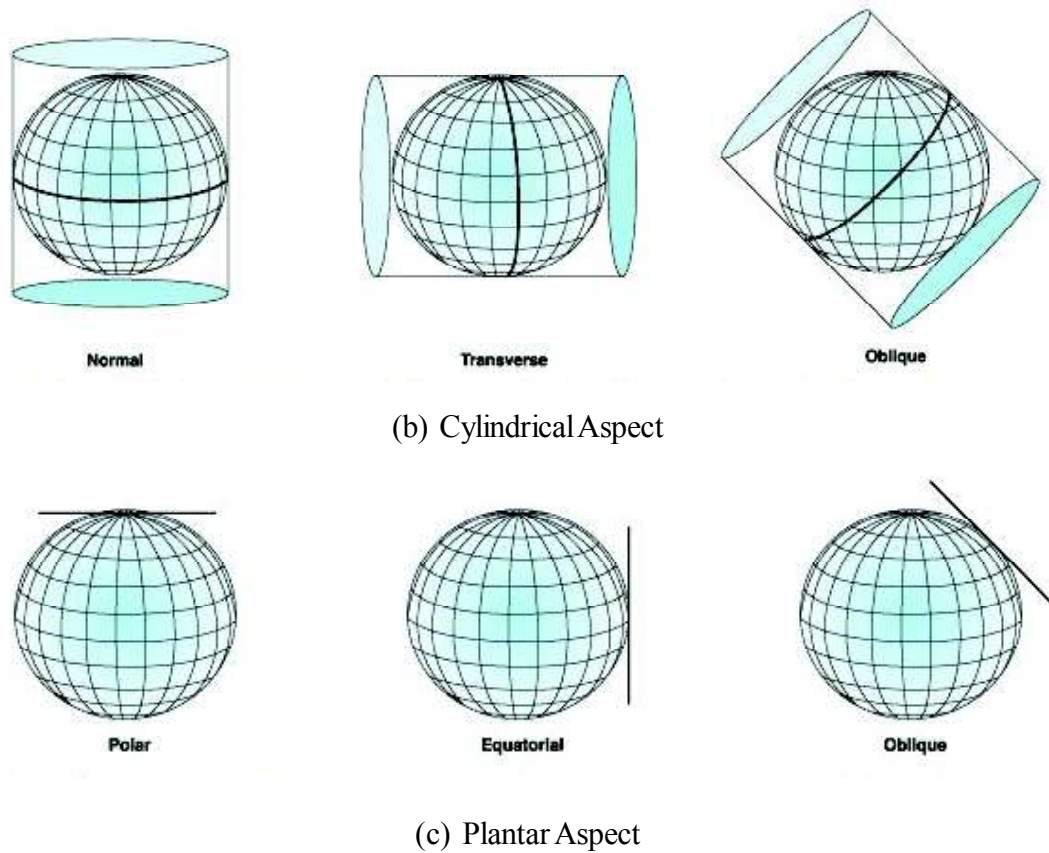 Normal Transverse Oblique
(b) Cylindrical Aspect
Polar Equatorial Oblique
(c) Plantar Aspect